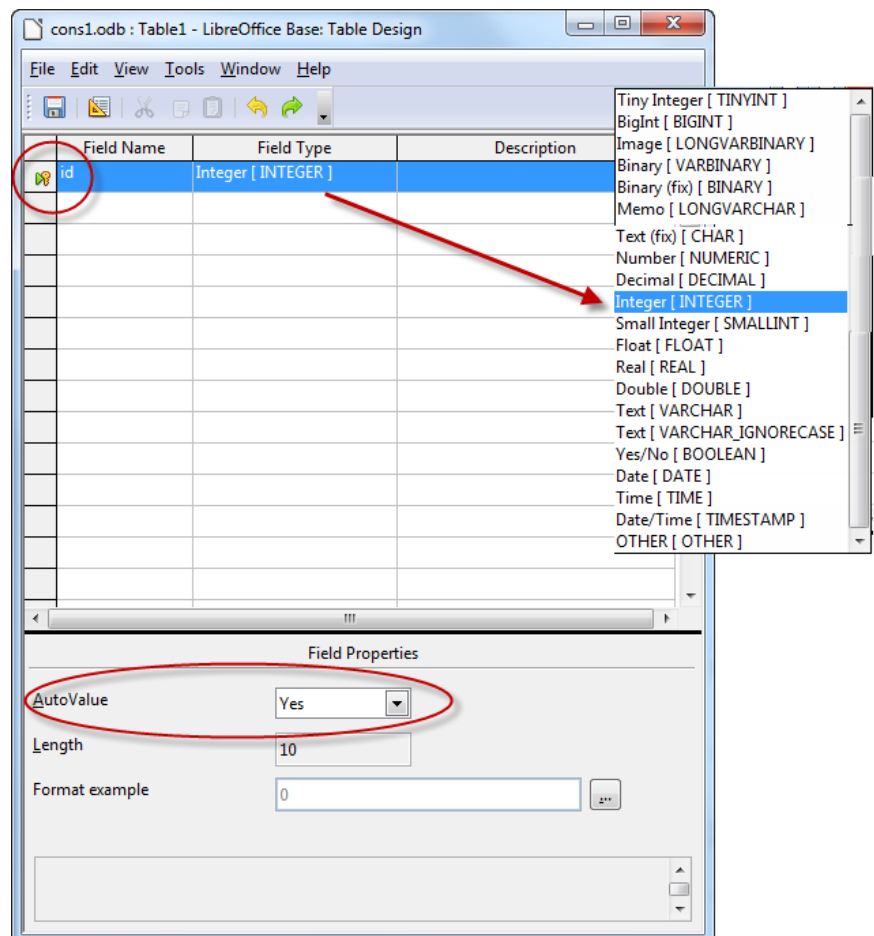 cons1.odb : Table1 - LibreOffice Base: Table Design
File Edit View Tools Window Help
Field Name Field Type Description
id Integer [ INTEGER ]
Tiny Integer [ TINYINT ]
BigInt [ BIGINT ]
Image [ LONGVARBINARY ]
Binary [ VARBINARY ]
Binary (fix) [ BINARY ]
Memo [ LONGVARCHAR ]
Text (fix) [ CHAR ]
Number [ NUMERIC ]
Decimal [ DECIMAL ]
Integer [ INTEGER ]
Small Integer [ SMALLINT ]
Float [ FLOAT ]
Real [ REAL ]
Double [ DOUBLE ]
Text [ VARCHAR ]
Text [ VARCHAR_IGNORECASE ]
Yes/No [ BOOLEAN ]
Date [ DATE ]
Time [ TIME ]
Date/Time [ TIMESTAMP ]
OTHER [ OTHER ]
Field Properties
AutoValue Yes
Length 10
Format example 0 ...